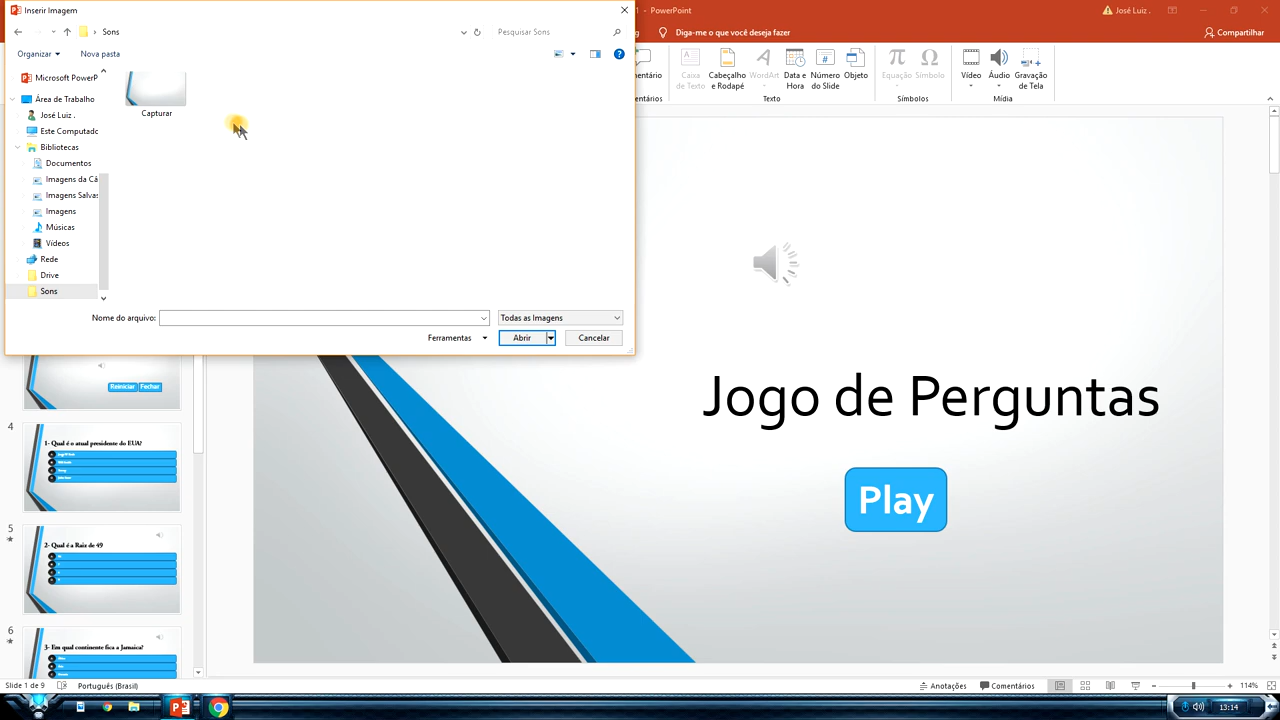 Inserir Imagem
1 - PowerPoint
José Luiz .
Sons
Pesquisar Sons
Diga-me o que você deseja fazer
Compartilhar
Organizar
Nova pasta
Microsoft PowerP
Área de Trabalho
José Luiz .
Este Computado
Bibliotecas
Documentos
Imagens da Câ
Imagens Salvas
Imagens
Músicas
Vídeos
Rede
Drive
Sons
Capturar
Nome do arquivo:
Todas as Imagens
Ferramentas
Abrir
Cancelar
Caixa de Texto
Cabeçalho e Rodapé
WordArt
Data e Hora
Número do Slide
Objeto
Equação
Símbolo
Vídeo
Áudio
Gravação de Tela
Texto
Símbolos
Mídia
Reiniciar
Fechar
4
1- Qual é o atual presidente do EUA?
5
2- Qual é a Raiz de 49
6
3- Em qual continente fica a Jamaica?
Jogo de Perguntas
Play
Slide 1 de 9
Português (Brasil)
Anotações
Comentários
114%
13:14